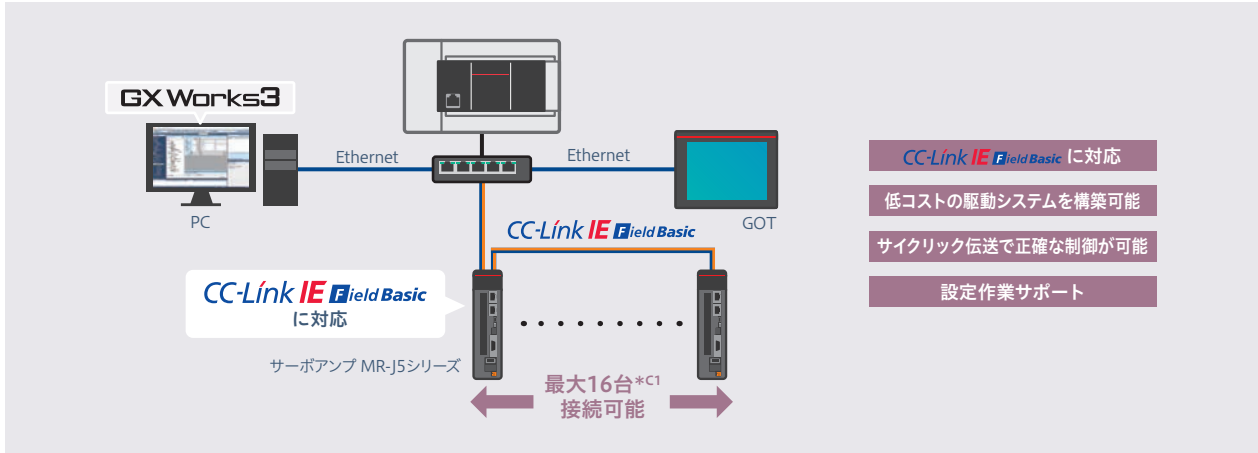 GX Works3
Ethernet
Ethernet
PC
GOT
CC-Link IE Field Basic
CC-Link IE Field Basic
に対応
サーボアンプ MR-J5シリーズ
最大16台*C1
接続可能
CC-Link IE Field Basic に対応
低コストの駆動システムを構築可能
サイクリック伝送で正確な制御が可能
設定作業サポート